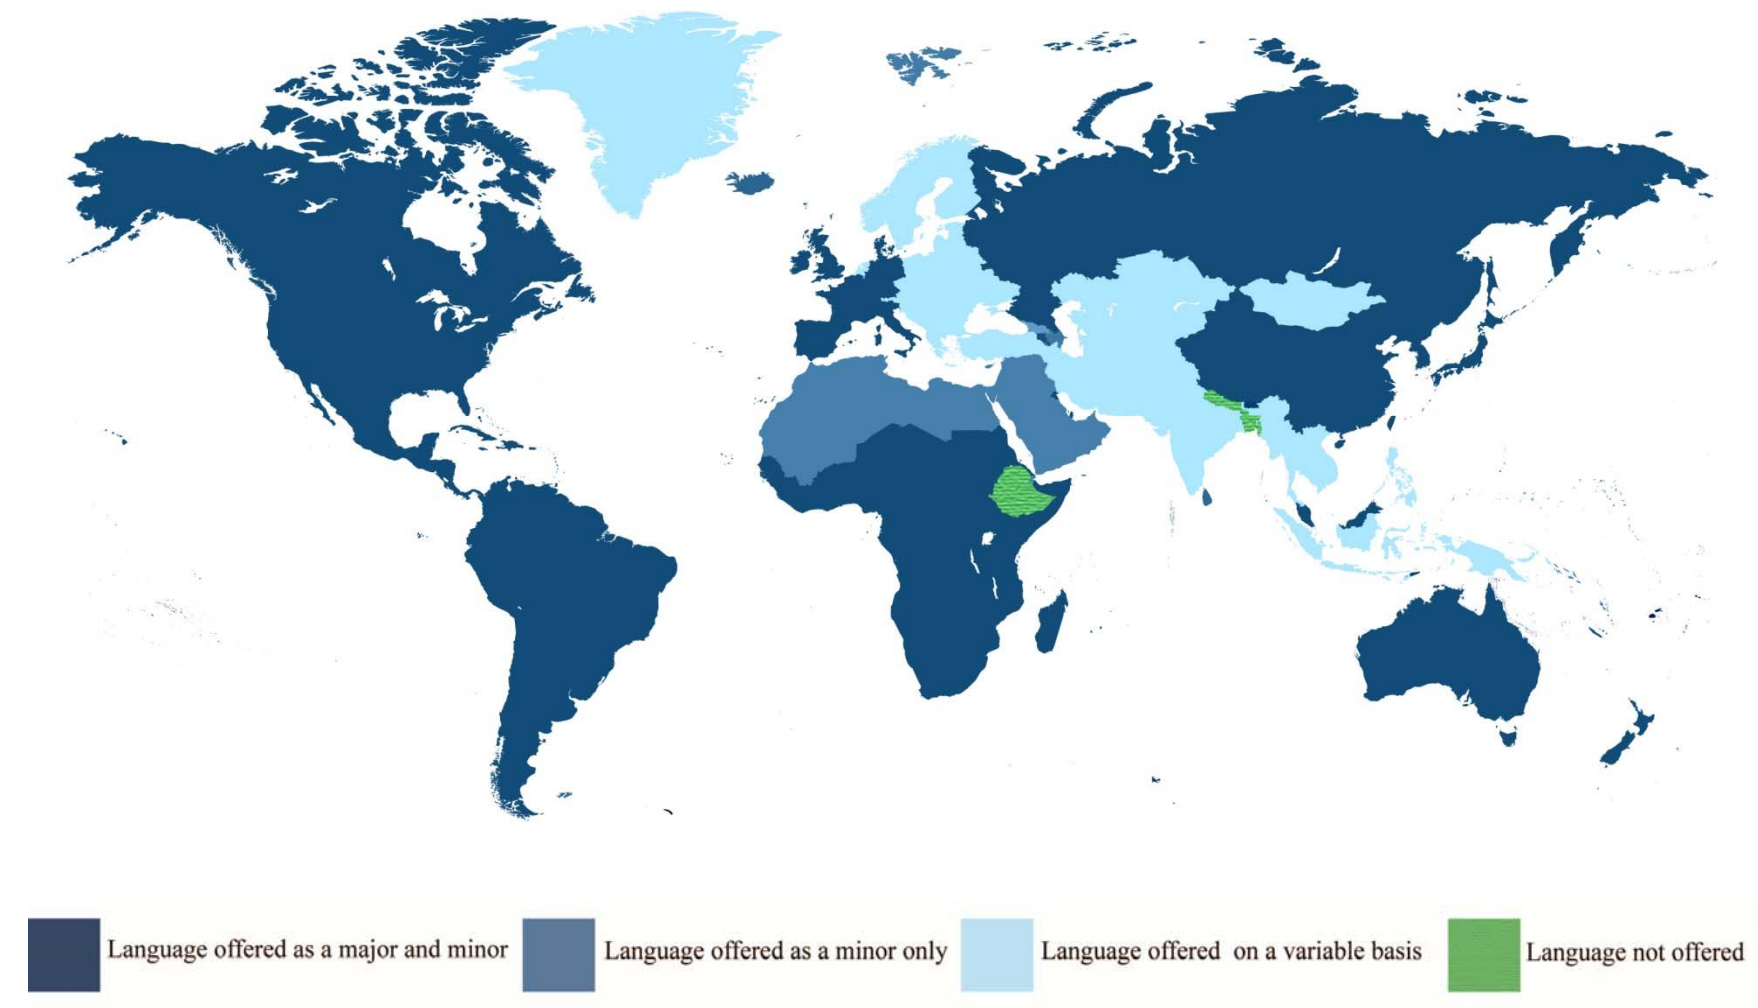 Language offered as a major and minor
Language offered as a minor only
Language offered on a variable basis
Language not offered